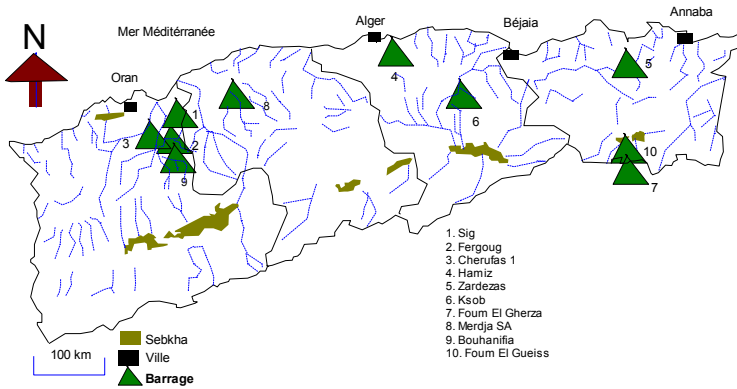 N
Mer Méditérranée
Alger
Béjaia
Annaba
Oran
1
2
3
4
5
6
7
8
9
10
1. Sig
2. Fergoug
3. Cherufas 1
4. Hamiz
5. Zardezas
6. Ksob
7. Foum El Gherza
8. Merdja SA
9. Bouhanifia
10. Foum El Gueiss
Sebkha
Ville
Barrage
100 km